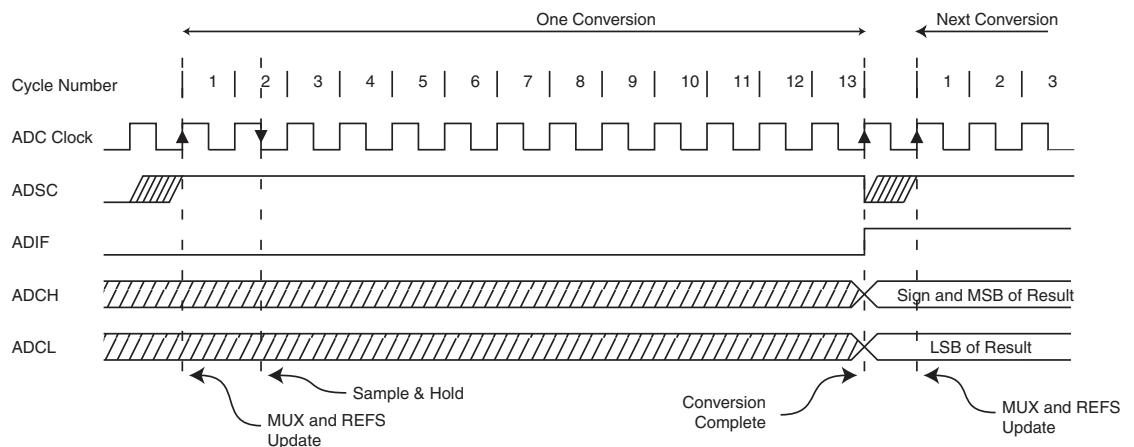 One Conversion
Next Conversion
Cycle Number
1 2 3 4 5 6 7 8 9 10 11 12 13 1 2 3
ADC Clock
ADSC
ADIF
ADCH
Sign and MSB of Result
ADCL
LSB of Result
Sample & Hold
MUX and REFS
Update
Conversion
Complete
MUX and REFS
Update